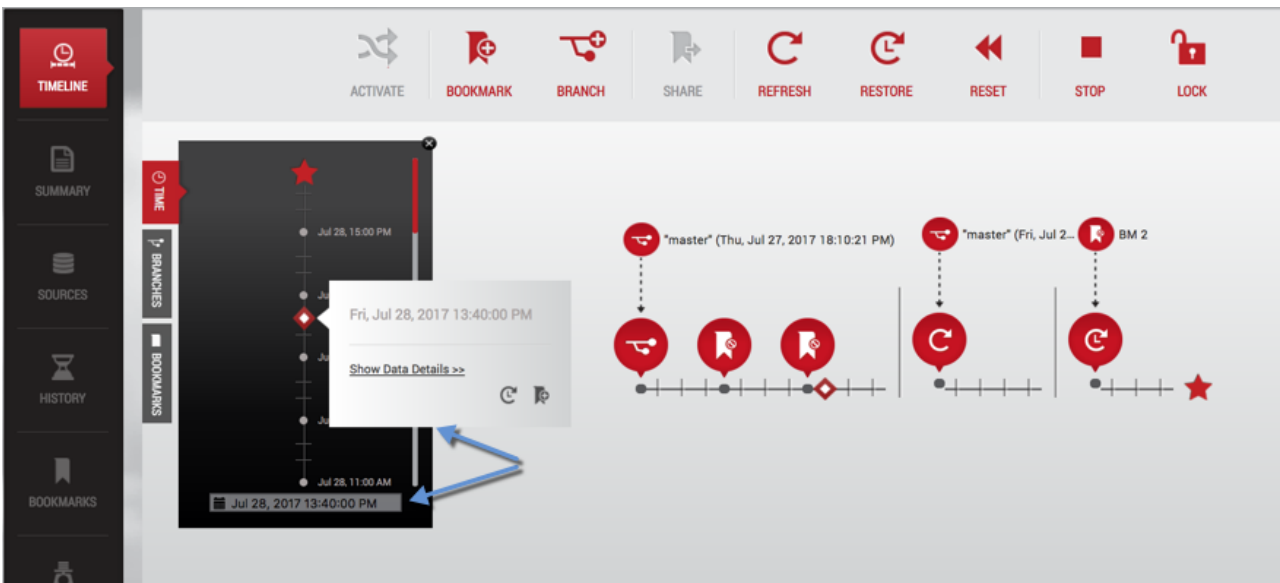 TIMELINE
SUMMARY
SOURCES
HISTORY
BOOKMARKS
ACTIVATE
BOOKMARK
BRANCH
SHARE
REFRESH
RESTORE
RESET
STOP
LOCK
TIME
BRANCHES
BOOKMARKS
Jul 28, 15:00 PM
Ju
Fri, Jul 28, 2017 13:40:00 PM
Ju
Show Data Details >>
Ju
Jul 28, 11:00 AM
Jul 28, 2017 13:40:00 PM
"master" (Thu, Jul 27, 2017 18:10:21 PM)
"master" (Fri, Jul 2...
BM 2